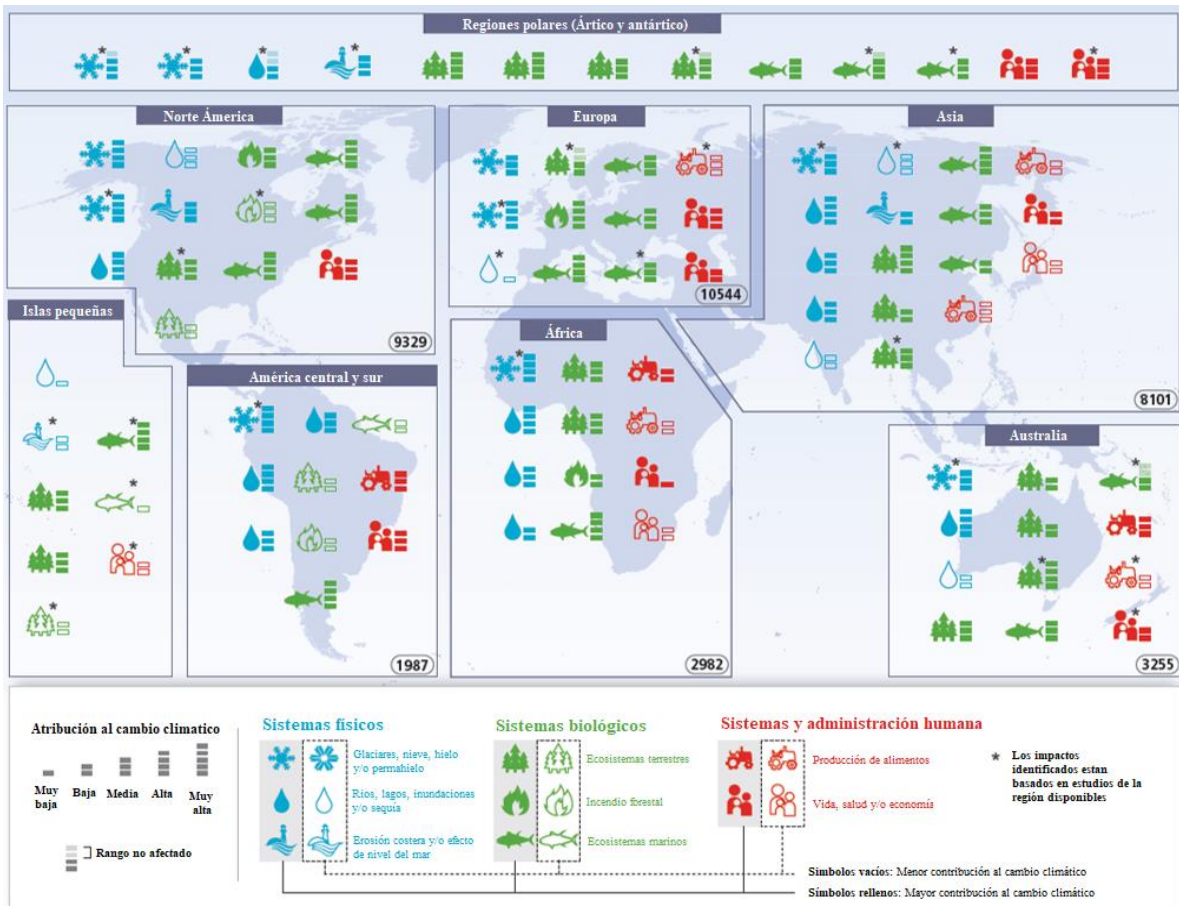 Regiones polares (Ártico y antártico)
Norte Ámerica
Europa
Asia
10544
Islas pequeñas
9329
África
América central y sur
8101
Australia
1987
2982
3255
Atribución al cambio climatico
Muy
baja
Baja
Media
Alta
Muy
alta
Rango no afectado
Sistemas físicos
Glaciares, nieve, hielo
y/o permahielo
Ríos, lagos, inundaciones
y/o sequía
Erosión costera y/o efecto
de nivel del mar
Sistemas biológicos
Ecosistemas terrestres
Incendio forestal
Ecosistemas marinos
Sistemas y administración humana
Producción de alimentos
Vida, salud y/o economía
* Los impactos
identificados estan
basados en estudios de la
región disponibles
Símbolos vacíos: Menor contribución al cambio climático
Símbolos rellenos: Mayor contribución al cambio climático